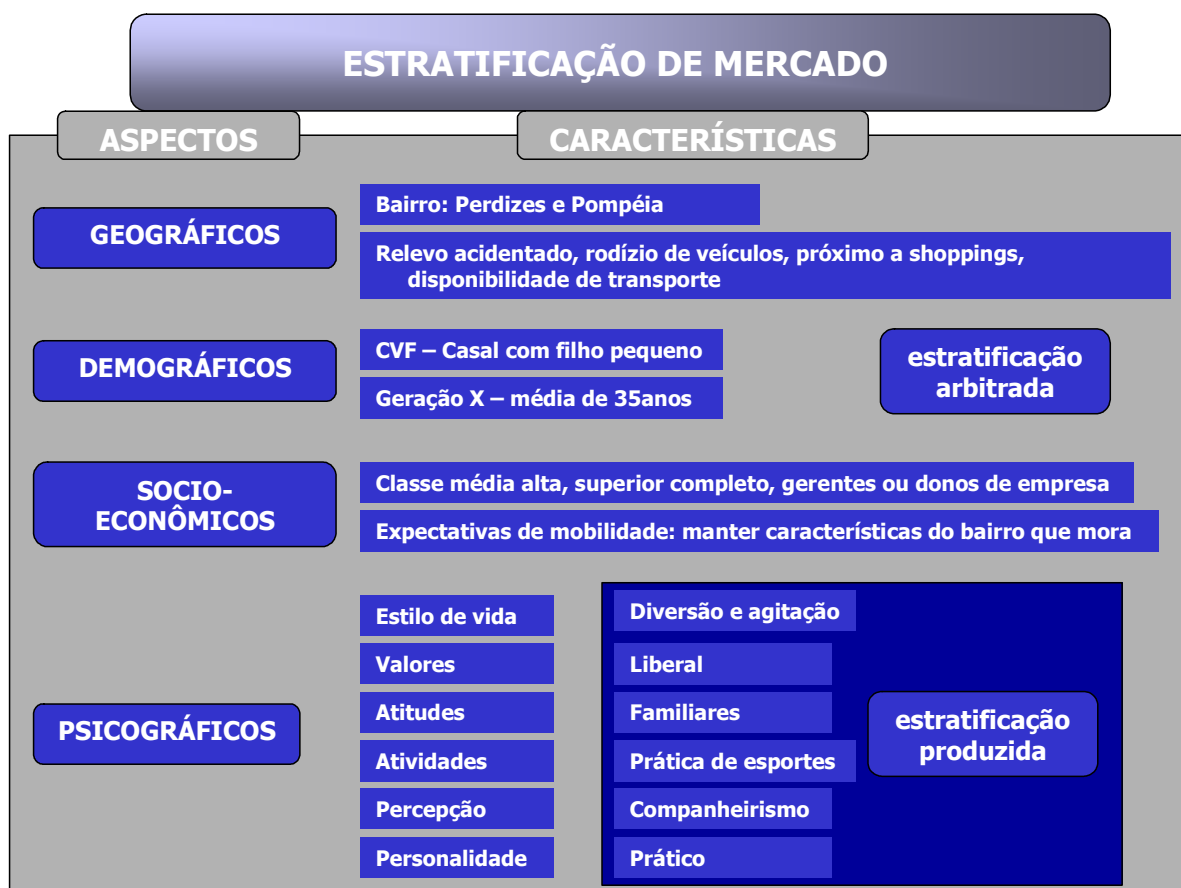 ESTRATIFICAÇÃO DE MERCADO
ASPECTOS
CARACTERÍSTICAS
GEOGRÁFICOS
Bairro: Perdizes e Pompéia
Relevo acidentado, rodízio de veículos, próximo a shoppings,
disponibilidade de transporte
DEMOGRÁFICOS
CVF – Casal com filho pequeno
Geração X – média de 35anos
estratificação
arbitrada
SOCIO-
ECONÔMICOS
Classe média alta, superior completo, gerentes ou donos de empresa
Expectativas de mobilidade: manter características do bairro que mora
PSICOGRÁFICOS
Estilo de vida
Diversão e agitação
Valores
Liberal
Atitudes
Familiares
Atividades
Prática de esportes
Percepção
Companheirismo
Personalidade
Prático
estratificação
produzida